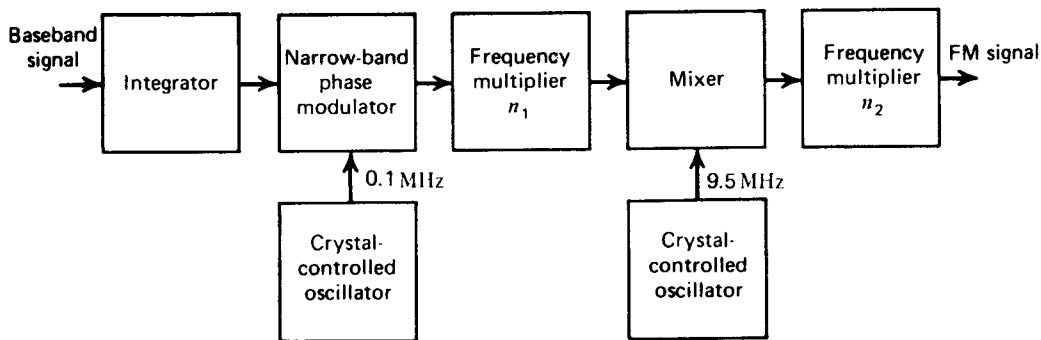 Baseband
signal
Integrator
Narrow-band
phase
modulator
Frequency
multiplier
n1
Mixer
Frequency
multiplier
n2
FM signal
0.1 MHz
9.5 MHz
Crystal-
controlled
oscillator
Crystal-
controlled
oscillator